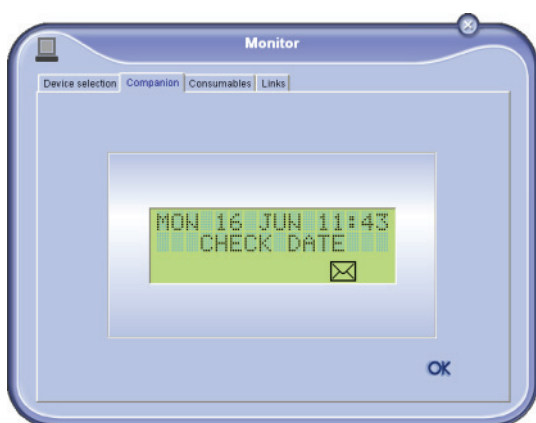 Monitor
Device selection Companion Consumables Links
MON 16 JUN 11:43
CHECK DATE
OK